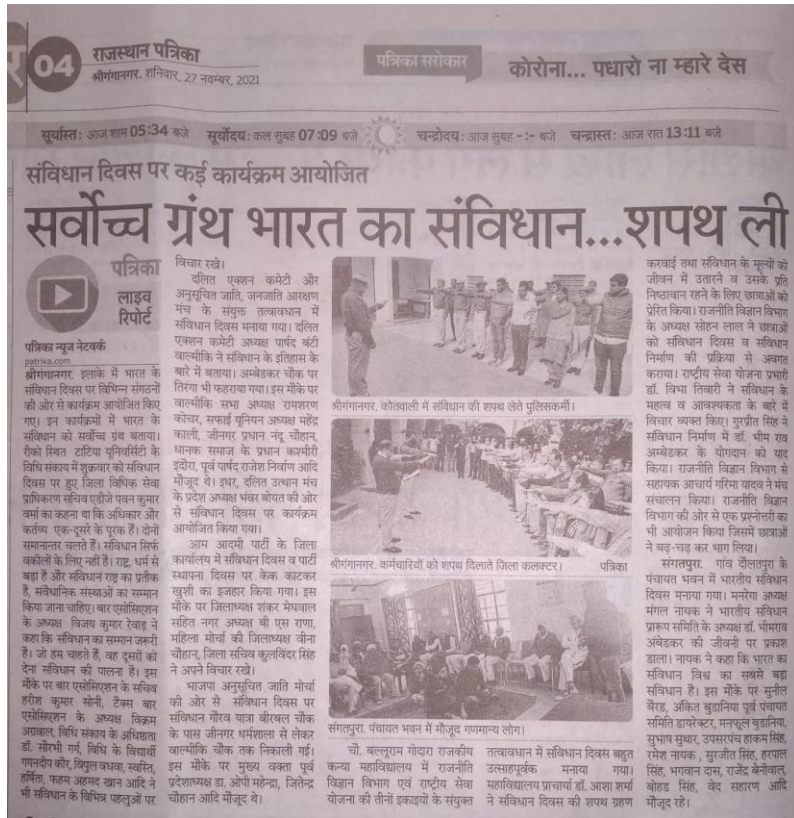 04
राजस्थान पत्रिका
श्रीगंगानगर. शनिवार, 27 नवम्बर, 2021
पत्रिका सरोकार
कोरोना... पधारो ना म्हारे देस
सूर्यास्त: आज शाम 05:34 बजे सूर्योदय: कल सुबह 07:09 बजे चन्द्रोदय: आज सुबह -:- बजे चन्द्रास्त: आज रात 13:11 बजे
संविधान दिवस पर कई कार्यक्रम आयोजित
सर्वोच्च ग्रंथ भारत का संविधान...शपथ ली
पत्रिका
लाइव
रिपोर्ट
पत्रिका न्यूज नेटवर्क
patrika.com
श्रीगंगानगर. इलाके में भारत के
संविधान दिवस पर विभिन्न संगठनों
की ओर से कार्यक्रम आयोजित किए
गए। इन कार्यक्रमों में भारत के
संविधान को सर्वोच्च ग्रंथ बताया।
रीको स्थित टाटिया यूनिवर्सिटी के
विधि संकाय में शुक्रवार को संविधान
दिवस पर हुए जिला विधिक सेवा
प्राधिकरण सचिव एडीजे पवन कुमार
वर्मा का कहना था कि अधिकार और
कर्तव्य एक-दूसरे के पूरक हैं। दोनों
समानान्तर चलते हैं। संविधान सिर्फ
वकीलों के लिए नहीं है। राष्ट्र, धर्म से
बड़ा है और संविधान राष्ट्र का प्रतीक
है, संवैधानिक संस्थाओं का सम्मान
किया जाना चाहिए। बार एसोसिएशन
के अध्यक्ष विजय कुमार रेवाड़ ने
कहा कि संविधान का सम्मान जरूरी
है। जो हम चाहते हैं, वह दूसरों को
देना संविधान की पालना है। इस
मौके पर बार एसोसिएशन के सचिव
हरीश कुमार सोनी, टैक्स बार
एसोसिएशन के अध्यक्ष विक्रम
अग्रवाल, विधि संकाय के अधिष्ठाता
डॉ. सौरभी गर्ग, विधि के विद्यार्थी
गगनदीप कौर, विपुल वधवा, स्वस्ति,
हर्षिता, फहम अहमद खान आदि ने
भी संविधान के विभिन्न पहलुओं पर
विचार रखे।
दलित एक्शन कमेटी और
अनुसूचित जाति, जनजाति आरक्षण
मंच के संयुक्त तत्वावधान में
संविधान दिवस मनाया गया। दलित
एक्शन कमेटी अध्यक्ष पार्षद बंटी
वाल्मीकि ने संविधान के इतिहास के
बारे में बताया। अम्बेडकर चौक पर
तिरंगा भी फहराया गया। इस मौके पर
वाल्मीकि सभा अध्यक्ष रामशरण
कोचर, सफाई यूनियन अध्यक्ष महेंद्र
काली, जीनगर प्रधान नंदू चौहान,
धानक समाज के प्रधान कश्मीरी
इंदौरा, पूर्व पार्षद राजेश निर्वाण आदि
मौजूद थे। इधर, दलित उत्थान मंच
के प्रदेश अध्यक्ष भंवर बोयत की ओर
से संविधान दिवस पर कार्यक्रम
आयोजित किया गया।
आम आदमी पार्टी के जिला
कार्यालय में संविधान दिवस व पार्टी
स्थापना दिवस पर केक काटकर
खुशी का इजहार किया गया। इस
मौके पर जिलाध्यक्ष शंकर मेघवाल
सहित नगर अध्यक्ष बी एस राणा,
महिला मोर्चा की जिलाध्यक्ष वीना
चौहान, जिला सचिव कुलविंदर सिंह
ने अपने विचार रखे।
भाजपा अनुसूचित जाति मोर्चा
की ओर से संविधान दिवस पर
संविधान गौरव यात्रा बीरबल चौक
के पास जीनगर धर्मशाला से लेकर
वाल्मीकि चौक तक निकाली गई।
इस मौके पर मुख्य वक्ता पूर्व
प्रदेशाध्यक्ष डा. ओपी महेन्द्रा, जितेन्द्र
चौहान आदि मौजूद थे।
श्रीगंगानगर. कोतवाली में संविधान की शपथ लेते पुलिसकर्मी।
श्रीगंगानगर. कर्मचारियों को शपथ दिलाते जिला कलक्टर। पत्रिका
संगतपुरा. पंचायत भवन में मौजूद गणमान्य लोग।
चौ. बल्लूराम गोदारा राजकीय
कन्या महाविद्यालय में राजनीति
विज्ञान विभाग एवं राष्ट्रीय सेवा
योजना की तीनों इकाइयों के संयुक्त
तत्वावधान में संविधान दिवस बहुत
उत्साहपूर्वक मनाया गया।
महाविद्यालय प्राचार्या डॉ. आशा शर्मा
ने संविधान दिवस की शपथ ग्रहण
करवाई तथा संविधान के मूल्यों को
जीवन में उतारने व उसके प्रति
निष्ठावान रहने के लिए छात्राओं को
प्रेरित किया। राजनीति विज्ञान विभाग
के अध्यक्ष सोहन लाल ने छात्राओं
को संविधान दिवस व संविधान
निर्माण की प्रक्रिया से अवगत
कराया। राष्ट्रीय सेवा योजना प्रभारी
डॉ. विभा तिवारी ने संविधान के
महत्व व आवश्यकता के बारे में
विचार व्यक्त किए। गुरप्रीत सिंह ने
संविधान निर्माण में डॉ. भीम राव
अम्बेडकर के योगदान को याद
किया। राजनीति विज्ञान विभाग से
सहायक आचार्य गरिमा यादव ने मंच
संचालन किया। राजनीति विज्ञान
विभाग की ओर से एक प्रश्नोत्तरी का
भी आयोजन किया जिसमें छात्राओं
ने बढ़-चढ़ कर भाग लिया।
संगतपुरा. गांव दौलतपुरा के
पंचायत भवन में भारतीय संविधान
दिवस मनाया गया। मनरेगा अध्यक्ष
मंगल नायक ने भारतीय संविधान
प्रारूप समिति के अध्यक्ष डॉ. भीमराव
अंबेडकर की जीवनी पर प्रकाश
डाला। नायक ने कहा कि भारत का
संविधान विश्व का सबसे बड़ा
संविधान है। इस मौके पर सुनील
बैरड, अंकित बुडानिया पूर्व पंचायत
समिति डायरेक्टर, मनफूल बुडानिया,
सुभाष सुथार, उपसरपंच हाकम सिंह,
रमेश नायक, सुरजीत सिंह, हरपाल
सिंह, भगवान दास, राजेंद्र बेनीवाल,
बोहड सिंह, वेद सहारण आदि
मौजूद रहे।